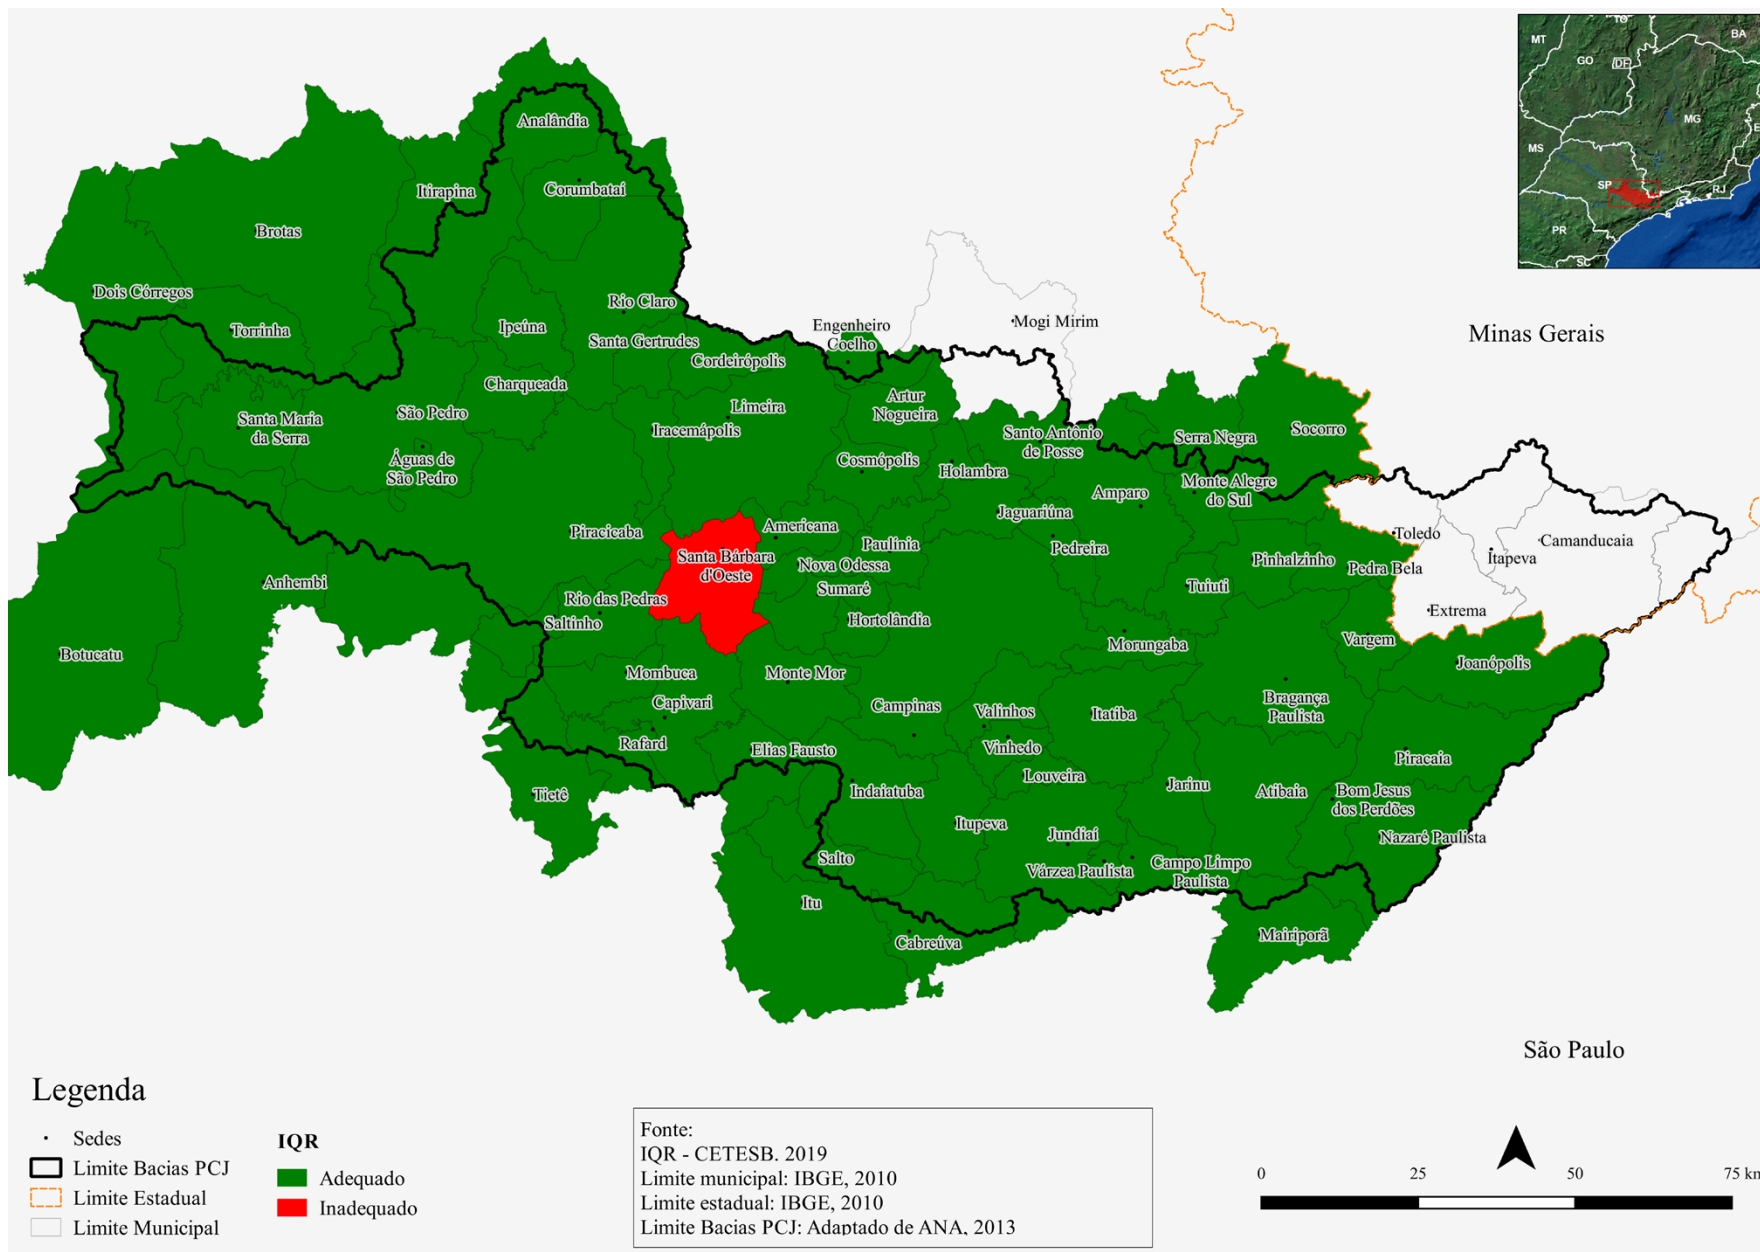 TO
MT
BA
GO
DF
MG
E
MS
SP
RJ
PR
SC
Analândia
Itirapina
Corumbataí
Brotas
Dois Córregos
Rio Claro
Torrinha
Ipeúna
Santa Gertrudes
Engenheiro
Coelho
Mogi Mirim
Minas Gerais
Cordeirópolis
Charqueada
Artur
Nogueira
Limeira
São Pedro
Santa Maria
da Serra
Iracemápolis
Socorro
Serra Negra
Santo Antônio
de Posse
Águas de
São Pedro
Cosmópolis
Holambra
Monte Alegre
do Sul
Amparo
Jaguariúna
Piracicaba
Americana
Toledo
Camanducaia
Itapeva
Santa Bárbara
d'Oeste
Paulínia
Pedreira
Nova Odessa
Pinhalzinho
Pedra Bela
Anhembi
Sumaré
Tuiuti
Rio das Pedras
Extrema
Saltinho
Hortolândia
Vargem
Morungaba
Botucatu
Joanópolis
Mombuca
Monte Mor
Capivari
Campinas
Valinhos
Itatiba
Bragança
Paulista
Rafard
Elias Fausto
Vinhedo
Piracaia
Louveira
Tietê
Indaiatuba
Jarinu
Atibaia
Bom Jesus
dos Perdões
Itupeva
Jundiaí
Nazaré Paulista
Salto
Várzea Paulista
Campo Limpo
Paulista
Itu
Cabreúva
Mairiporã
São Paulo
Legenda
Sedes
Limite Bacias PCJ
Limite Estadual
Limite Municipal
IQR
Adequado
Inadequado
Fonte:
IQR - CETESB. 2019
Limite municipal: IBGE, 2010
Limite estadual: IBGE, 2010
Limite Bacias PCJ: Adaptado de ANA, 2013
0 25 50 75 km